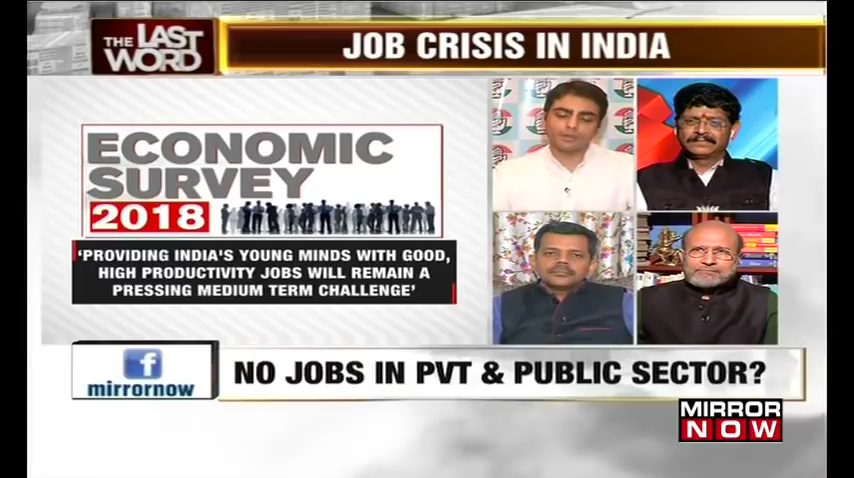 THE LAST WORD
JOB CRISIS IN INDIA
ECONOMIC
SURVEY
2018
'PROVIDING INDIA'S YOUNG MINDS WITH GOOD,
HIGH PRODUCTIVITY JOBS WILL REMAIN A
PRESSING MEDIUM TERM CHALLENGE'
f
mirrornow
NO JOBS IN PVT & PUBLIC SECTOR?
MIRROR
NOW